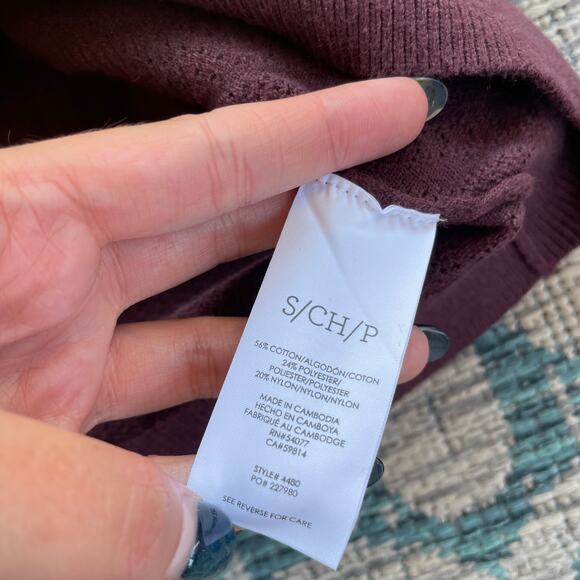 S/CH/P
56% COTTON/ALGODÓN/COTON
24% POLYESTER/
POLIESTER/POLYESTER
20% NYLON/NYLON/NYLON
MADE IN CAMBODIA
HECHO EN CAMBOYA
FABRIQUÉ AU CAMBODGE
RN#54077
CA#59814
STYLE# 4480
PO# 227980
SEE REVERSE FOR CARE